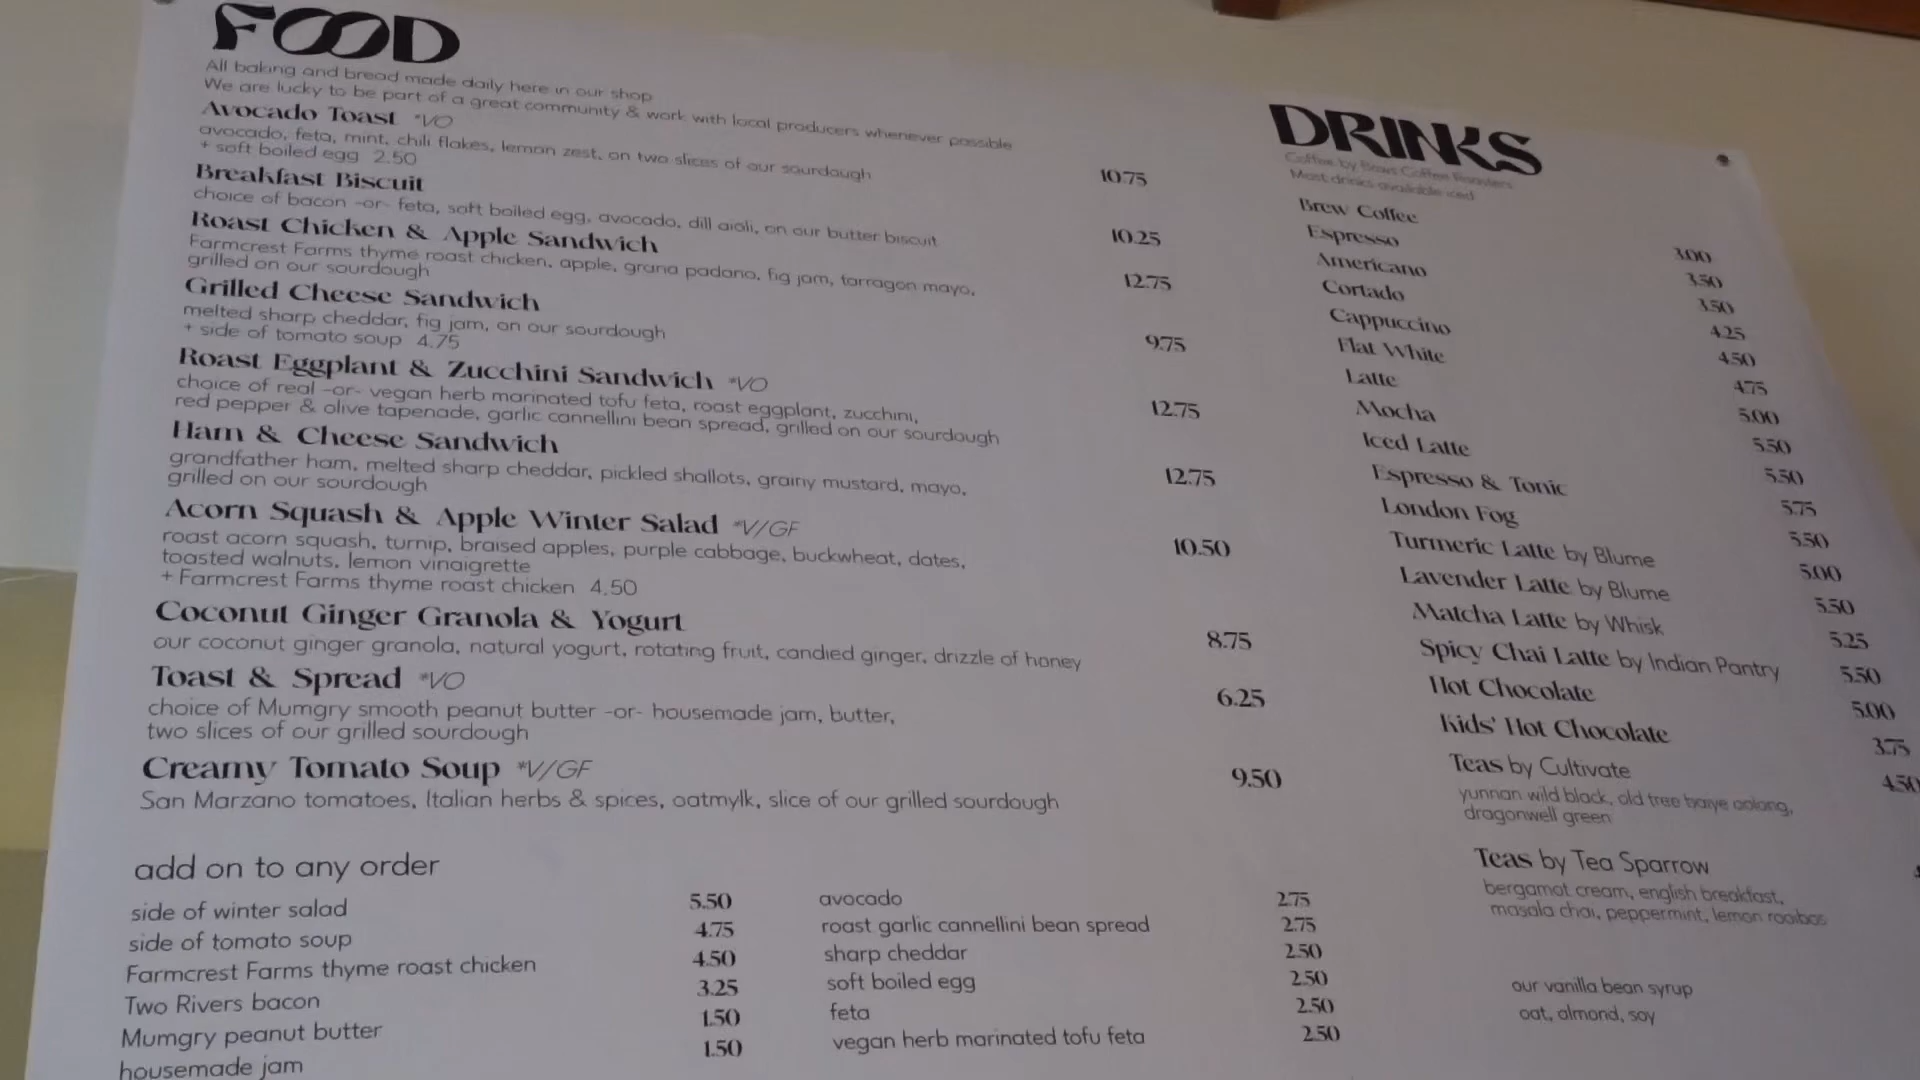 FOOD
All baking and bread made daily here in our shop
We are lucky to be part of a great community & work with local producers whenever possible
Avocado Toast *VO 10.75
avocado, feta, mint, chili flakes, lemon zest, on two slices of our sourdough
+ soft boiled egg 2.50
Breakfast Biscuit 10.25
choice of bacon -or- feta, soft boiled egg, avocado, dill aioli, on our butter biscuit
Roast Chicken & Apple Sandwich 12.75
Farmcrest Farms thyme roast chicken, apple, grana padano, fig jam, tarragon mayo,
grilled on our sourdough
Grilled Cheese Sandwich 9.75
melted sharp cheddar, fig jam, on our sourdough
+ side of tomato soup 4.75
Roast Eggplant & Zucchini Sandwich *VO 12.75
choice of real -or- vegan herb marinated tofu feta, roast eggplant, zucchini,
red pepper & olive tapenade, garlic cannellini bean spread, grilled on our sourdough
Ham & Cheese Sandwich 12.75
grandfather ham, melted sharp cheddar, pickled shallots, grainy mustard, mayo,
grilled on our sourdough
Acorn Squash & Apple Winter Salad *V/GF 10.50
roast acorn squash, turnip, braised apples, purple cabbage, buckwheat, dates,
toasted walnuts, lemon vinaigrette
+ Farmcrest Farms thyme roast chicken 4.50
Coconut Ginger Granola & Yogurt 8.75
our coconut ginger granola, natural yogurt, rotating fruit, candied ginger, drizzle of honey
Toast & Spread *VO 6.25
choice of Mumgry smooth peanut butter -or- housemade jam, butter,
two slices of our grilled sourdough
Creamy Tomato Soup *V/GF 9.50
San Marzano tomatoes, Italian herbs & spices, oatmylk, slice of our grilled sourdough
add on to any order
side of winter salad 5.50
side of tomato soup 4.75
Farmcrest Farms thyme roast chicken 4.50
Two Rivers bacon 3.25
Mumgry peanut butter 1.50
housemade jam 1.50
avocado 2.75
roast garlic cannellini bean spread 2.75
sharp cheddar 2.50
soft boiled egg 2.50
feta 2.50
vegan herb marinated tofu feta 2.50
DRINKS
Coffee by Bows Coffee Roasters
Most drinks available iced
Brew Coffee 3.00
Espresso 3.50
Americano 3.50
Cortado 4.25
Cappuccino 4.50
Flat White 4.75
Latte 5.00
Mocha 5.50
Iced Latte 5.50
Espresso & Tonic 5.75
London Fog 5.50
Turmeric Latte by Blume 5.00
Lavender Latte by Blume 5.50
Matcha Latte by Whisk 5.25
Spicy Chai Latte by Indian Pantry 5.50
Hot Chocolate 5.00
Kids' Hot Chocolate 3.75
Teas by Cultivate 4.50
yunnan wild black, old tree baiye oolong,
dragonwell green
Teas by Tea Sparrow
bergamot cream, english breakfast,
masala chai, peppermint, lemon rooibos
our vanilla bean syrup
oat, almond, soy